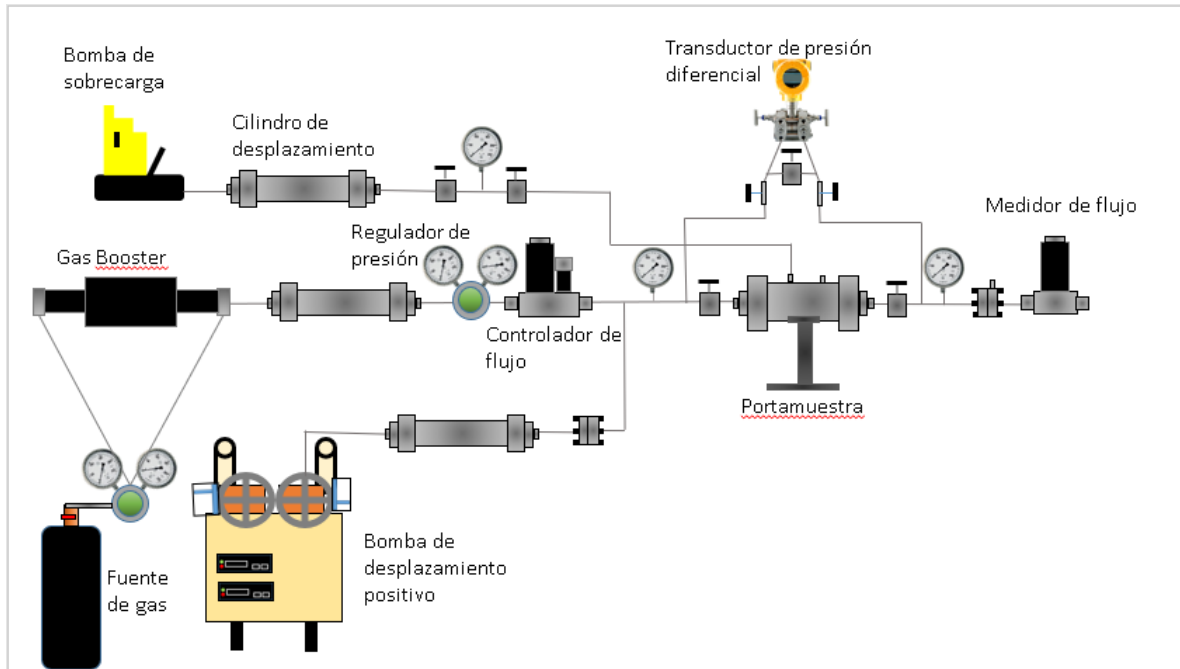 Bomba de
sobrecarga
Cilindro de
desplazamiento
Transductor de presión
diferencial
Medidor de flujo
Gas Booster
Regulador de
presión
Controlador de
flujo
Portamuestra
Fuente
de gas
Bomba de
desplazamiento
positivo